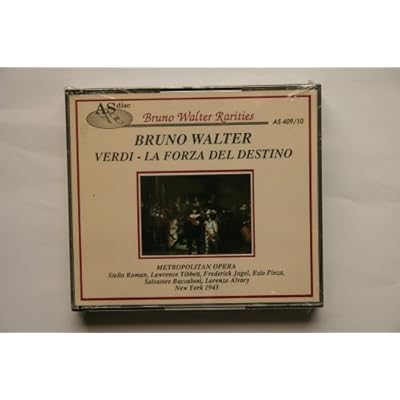 AS disc
Bruno Walter Rarities
AS 409/10
BRUNO WALTER
VERDI - LA FORZA DEL DESTINO
METROPOLITAN OPERA
Stella Roman, Lawrence Tibbett, Frederick Jagel, Ezio Pinza,
Salvatore Baccaloni, Lorenzo Alvary
New York 1943